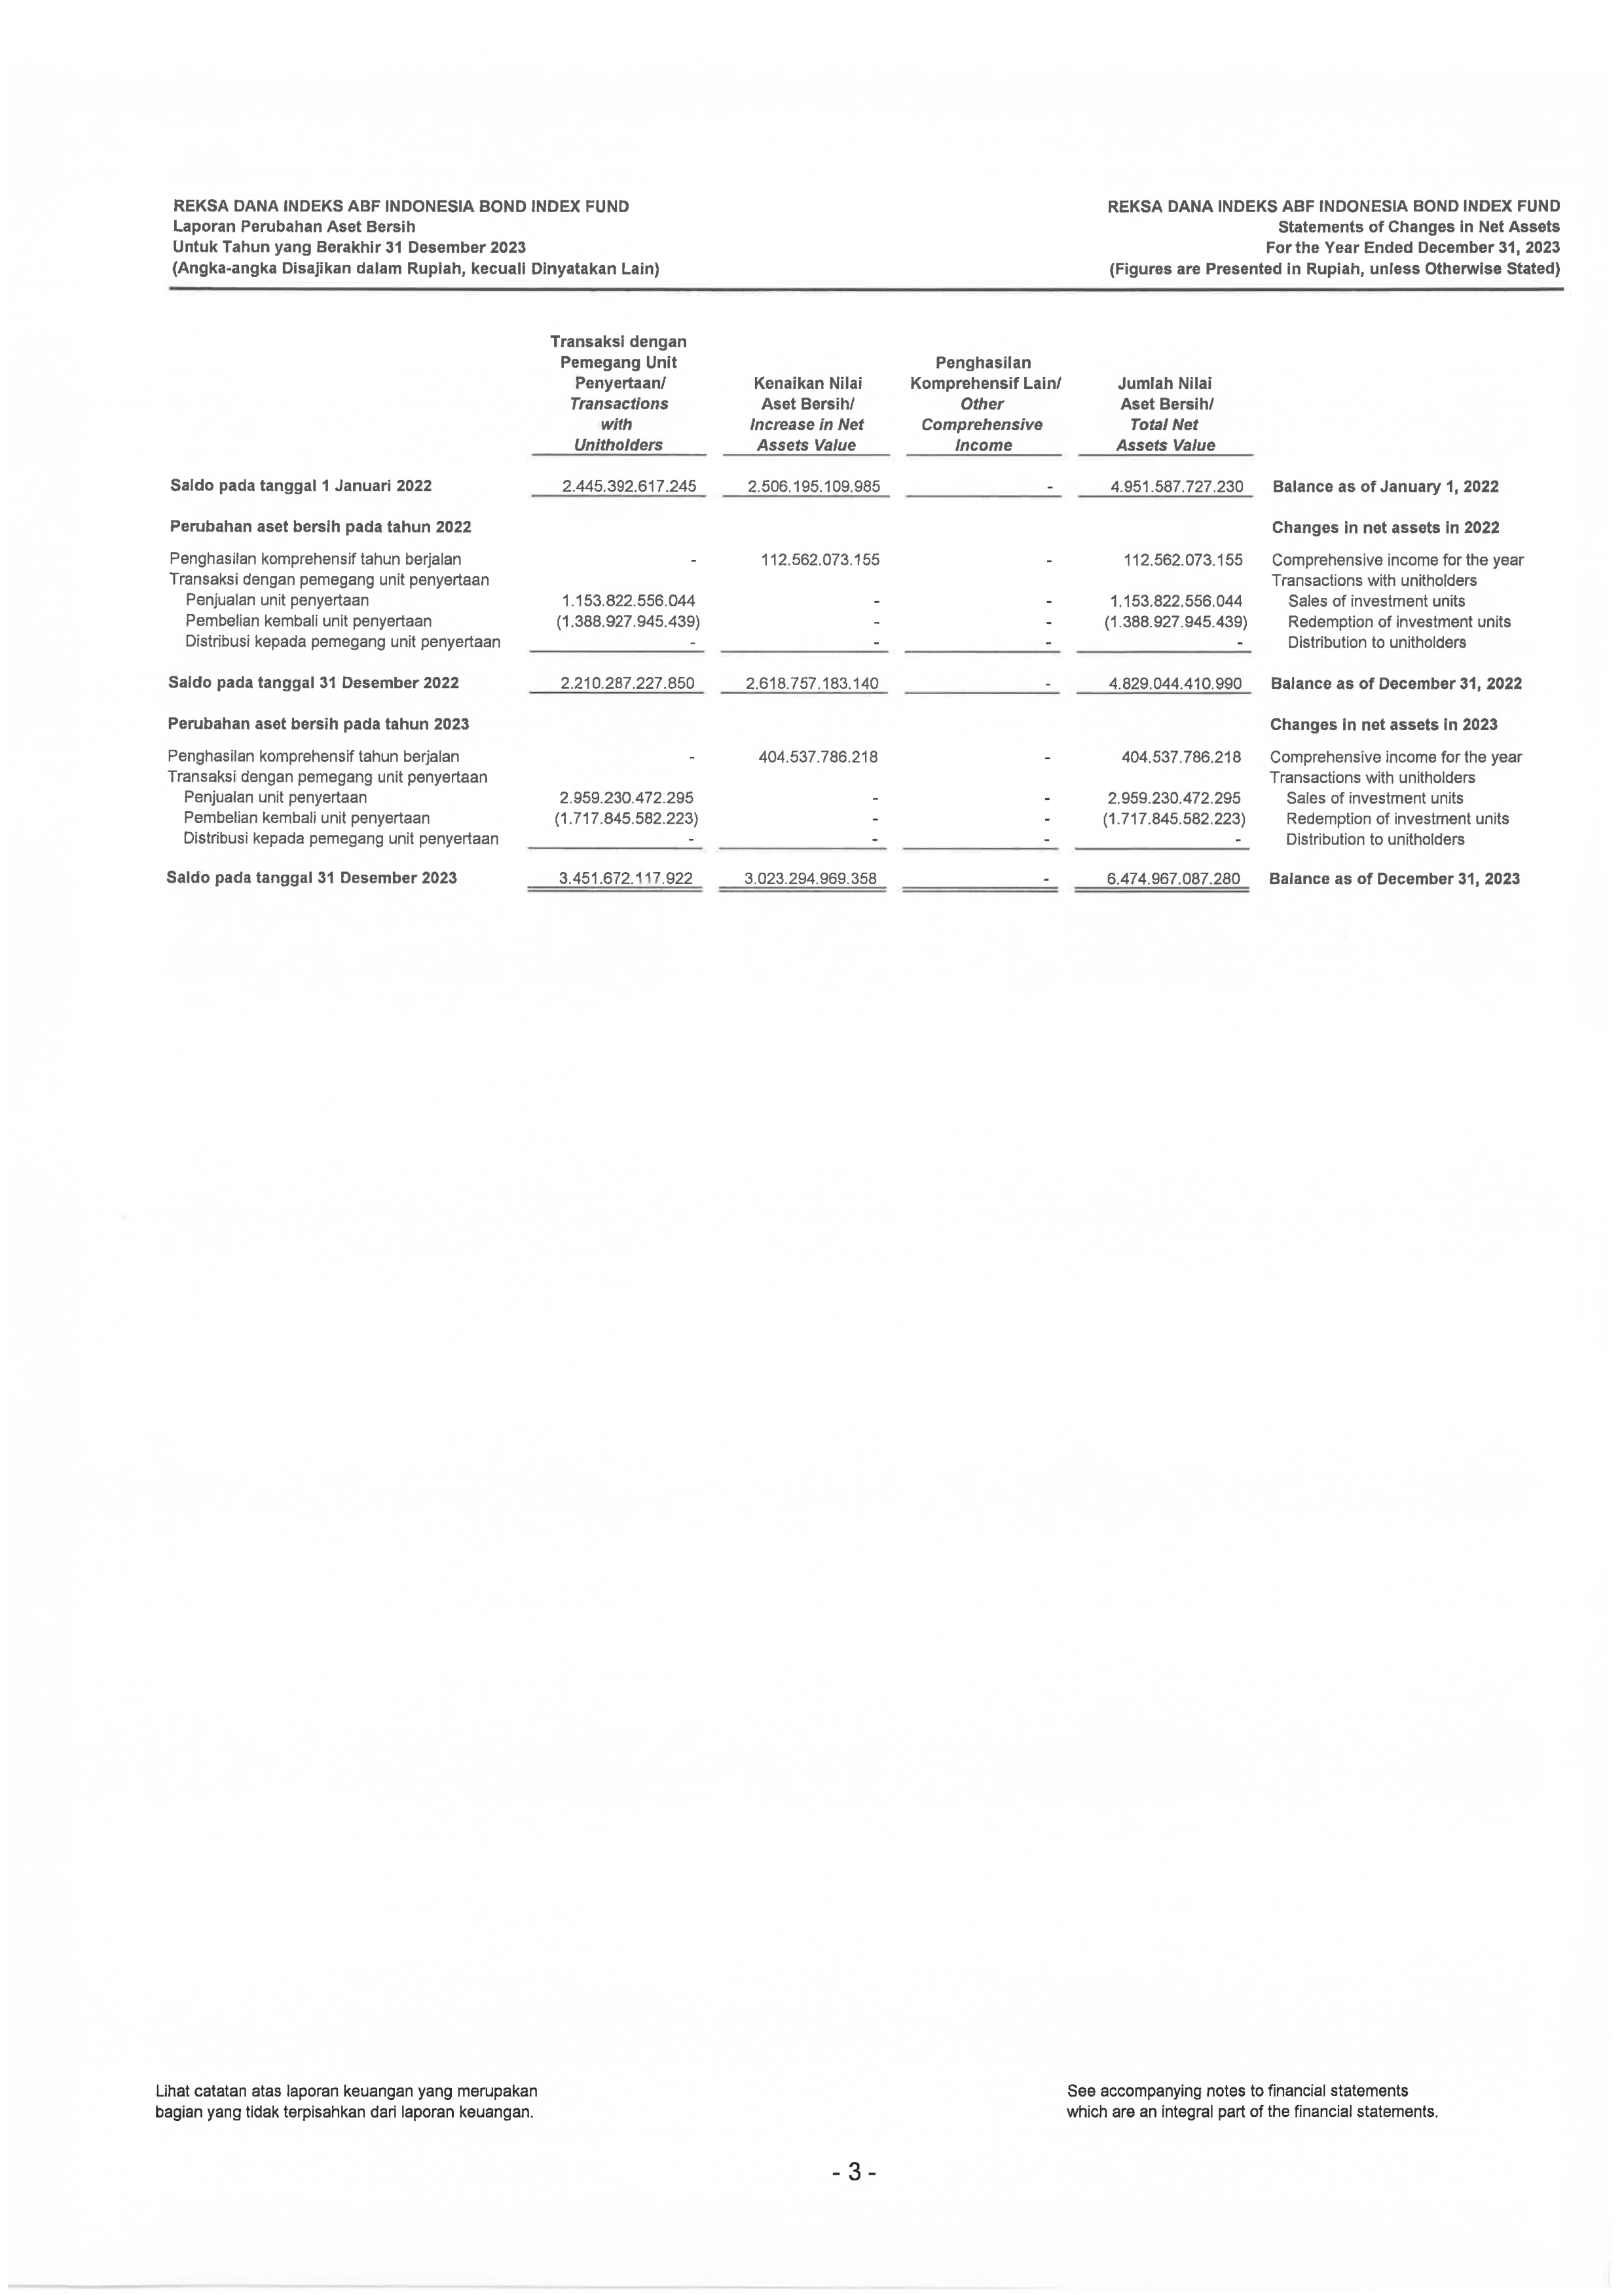 REKSA DANA INDEKS ABF INDONESIA BOND INDEX FUND
Laporan Perubahan Aset Bersih
Untuk Tahun yang Berakhir 31 Desember 2023
(Angka-angka Disajikan dalam Rupiah, kecuali Dinyatakan Lain)
REKSA DANA INDEKS ABF INDONESIA BOND INDEX FUND
Statements of Changes in Net Assets
For the Year Ended December 31, 2023
(Figures are Presented in Rupiah, unless Otherwise Stated)
Transaksi dengan
Pemegang Unit
Penyertaan/
Transactions
with
Unitholders
Kenaikan Nilai
Aset Bersih/
Increase in Net
Assets Value
Penghasilan
Komprehensif Lain/
Other
Comprehensive
Income
Jumlah Nilai
Aset Bersih/
Total Net
Assets Value
Saldo pada tanggal 1 Januari 2022 2.445.392.617.245 2.506.195.109.985 - 4.951.587.727.230 Balance as of January 1, 2022
Perubahan aset bersih pada tahun 2022 Changes in net assets in 2022
Penghasilan komprehensif tahun berjalan - 112.562.073.155 - 112.562.073.155 Comprehensive income for the year
Transaksi dengan pemegang unit penyertaan Transactions with unitholders
Penjualan unit penyertaan 1.153.822.556.044 - - 1.153.822.556.044 Sales of investment units
Pembelian kembali unit penyertaan (1.388.927.945.439) - - (1.388.927.945.439) Redemption of investment units
Distribusi kepada pemegang unit penyertaan - - - - Distribution to unitholders
Saldo pada tanggal 31 Desember 2022 2.210.287.227.850 2.618.757.183.140 - 4.829.044.410.990 Balance as of December 31, 2022
Perubahan aset bersih pada tahun 2023 Changes in net assets in 2023
Penghasilan komprehensif tahun berjalan - 404.537.786.218 - 404.537.786.218 Comprehensive income for the year
Transaksi dengan pemegang unit penyertaan Transactions with unitholders
Penjualan unit penyertaan 2.959.230.472.295 - - 2.959.230.472.295 Sales of investment units
Pembelian kembali unit penyertaan (1.717.845.582.223) - - (1.717.845.582.223) Redemption of investment units
Distribusi kepada pemegang unit penyertaan - - - - Distribution to unitholders
Saldo pada tanggal 31 Desember 2023 3.451.672.117.922 3.023.294.969.358 - 6.474.967.087.280 Balance as of December 31, 2023
Lihat catatan atas laporan keuangan yang merupakan
bagian yang tidak terpisahkan dari laporan keuangan.
See accompanying notes to financial statements
which are an integral part of the financial statements.
- 3 -